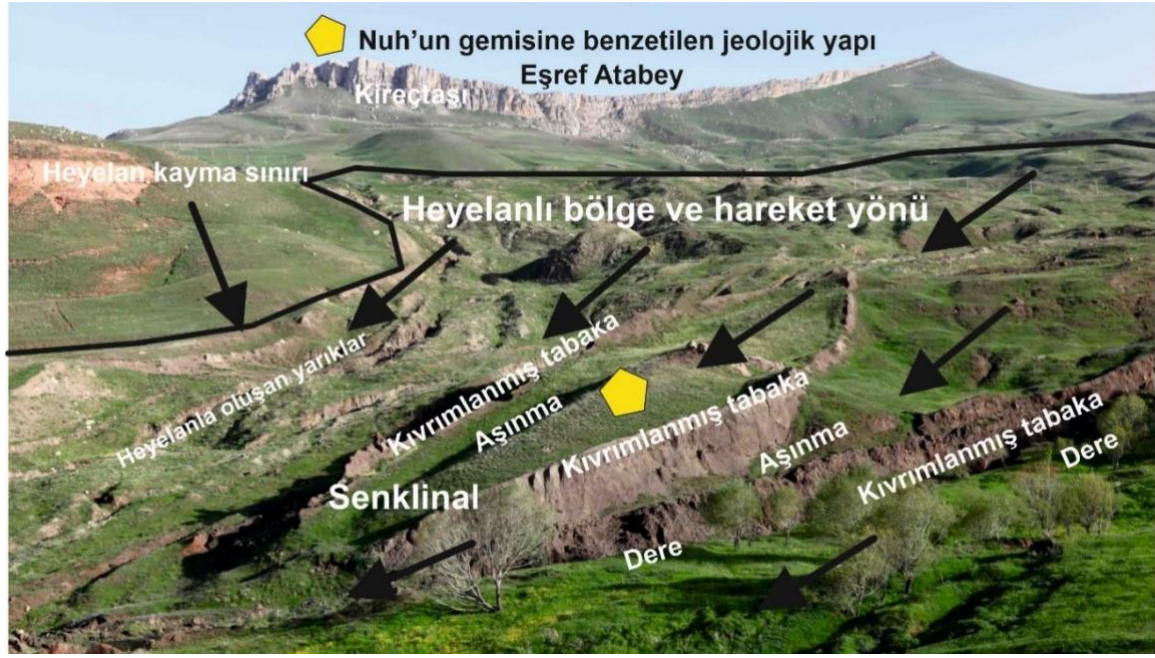 Nuh'un gemisine benzetilen jeolojik yapı
Eşref Atabey
Kireçtaşı
Heyelan kayma sınırı
Heyelanlı bölge ve hareket yönü
Heyelanla oluşan yarıklar
Kıvrımlanmış tabaka
Aşınma
Kıvrımlanmış tabaka
Aşınma
Kıvrımlanmış tabaka
Dere
Senklinal
Dere